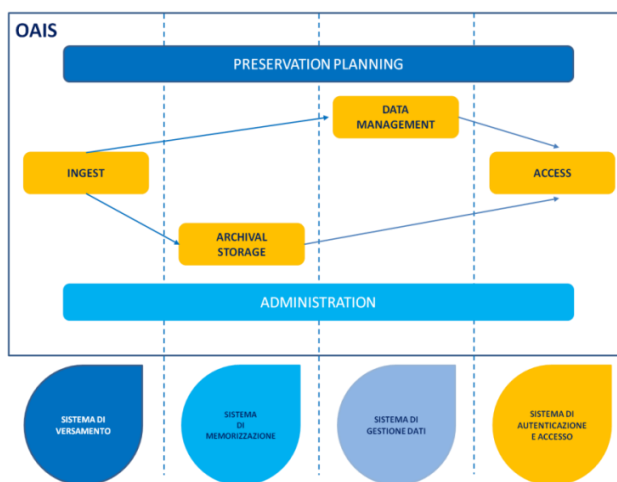 OAIS
PRESERVATION PLANNING
DATA
MANAGEMENT
INGEST
ACCESS
ARCHIVAL
STORAGE
ADMINISTRATION
SISTEMA DI
VERSAMENTO
SISTEMA
DI
MEMORIZZAZIONE
SISTEMA DI
GESTIONE DATI
SISTEMA DI
AUTENTICAZIONE
E ACCESSO